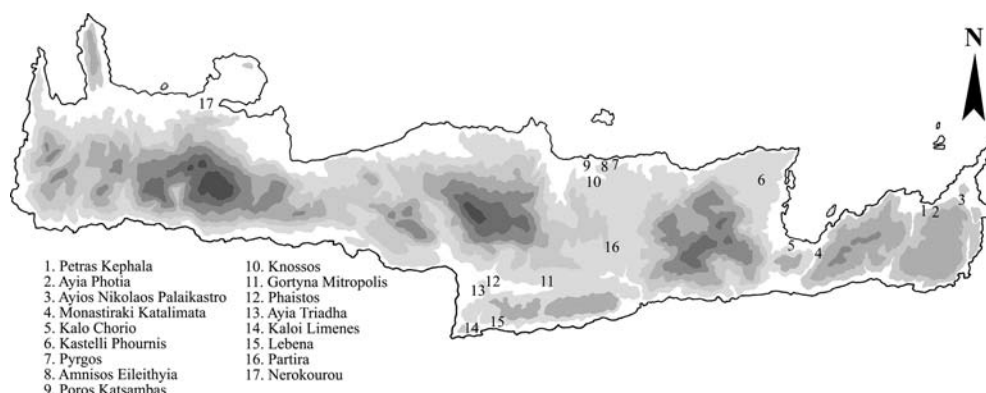 N
17
9 8 7
10
6
3
1 2
16
5
4
12
11
13
15
14
1. Petras Kephala
2. Ayia Photia
3. Ayios Nikolaos Palaikastro
4. Monastiraki Katalimata
5. Kalo Chorio
6. Kastelli Phournis
7. Pyrgos
8. Amnisos Eileithyia
9. Poros Katsambas
10. Knossos
11. Gortyna Mitropolis
12. Phaistos
13. Ayia Triadha
14. Kaloi Limenes
15. Lebena
16. Partira
17. Nerokourou